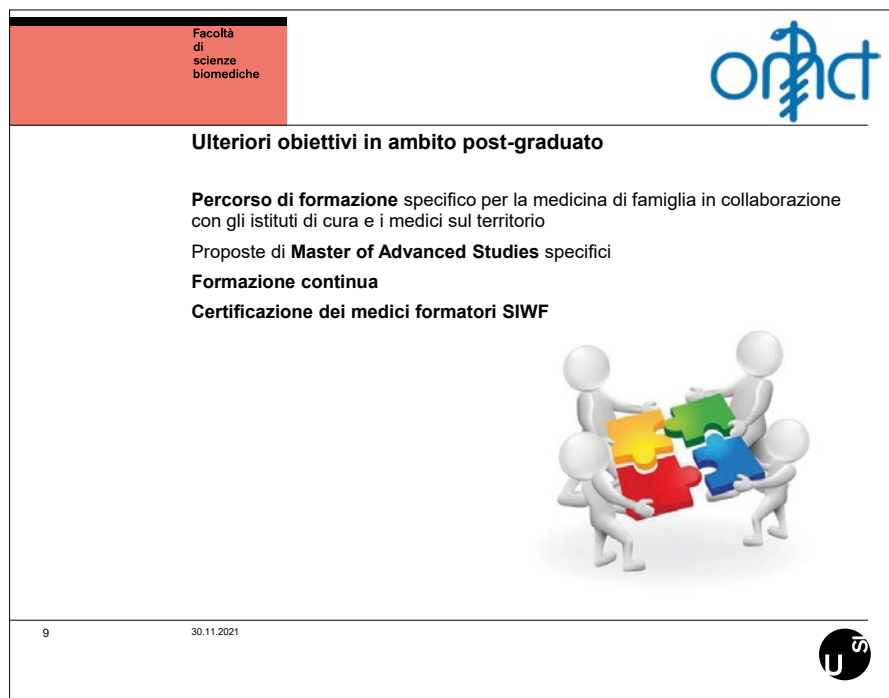 Facoltà
di
scienze
biomediche
omct
Ulteriori obiettivi in ambito post-graduato
Percorso di formazione specifico per la medicina di famiglia in collaborazione
con gli istituti di cura e i medici sul territorio
Proposte di Master of Advanced Studies specifici
Formazione continua
Certificazione dei medici formatori SIWF
9
30.11.2021
USI